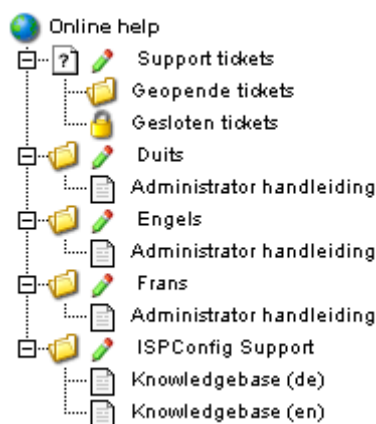 Online help
Support tickets
Geopende tickets
Gesloten tickets
Duits
Administrator handleiding
Engels
Administrator handleiding
Frans
Administrator handleiding
ISPConfig Support
Knowledgebase (de)
Knowledgebase (en)